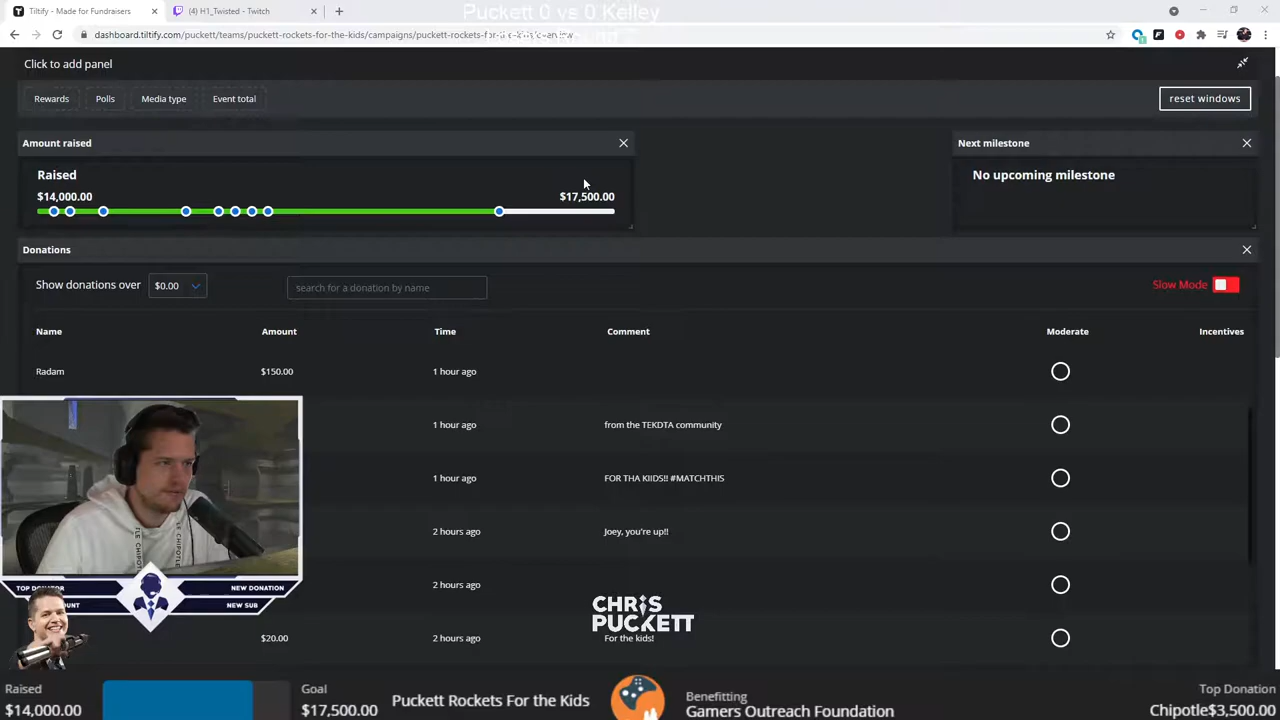 Tiltify - Made for Fundraisers
(4) H1_Twisted - Twitch
Puckett 0 vs 0 Kelley
dashboard.tiltify.com/puckett/teams/puckett-rockets-for-the-kids/campaigns/puckett-rockets-for-the-kids/overview
Click to add panel
Rewards
Polls
Media type
Event total
reset windows
Amount raised
Next milestone
Raised
No upcoming milestone
$14,000.00
$17,500.00
Donations
Show donations over
$0.00
search for a donation by name
Slow Mode
Name
Amount
Time
Comment
Moderate
Incentives
Radam
$150.00
1 hour ago
1 hour ago
from the TEKDTA community
1 hour ago
FOR THA KIIDS!! #MATCHTHIS
2 hours ago
Joey, you're up!!
2 hours ago
TOP DONATOR
NEW DONATION
NEW SUB
CHRIS
PUCKETT
$20.00
2 hours ago
For the kids!
Raised
$14,000.00
Goal
$17,500.00
Puckett Rockets For the Kids
Benefitting
Gamers Outreach Foundation
Top Donation
Chipotle$3,500.00